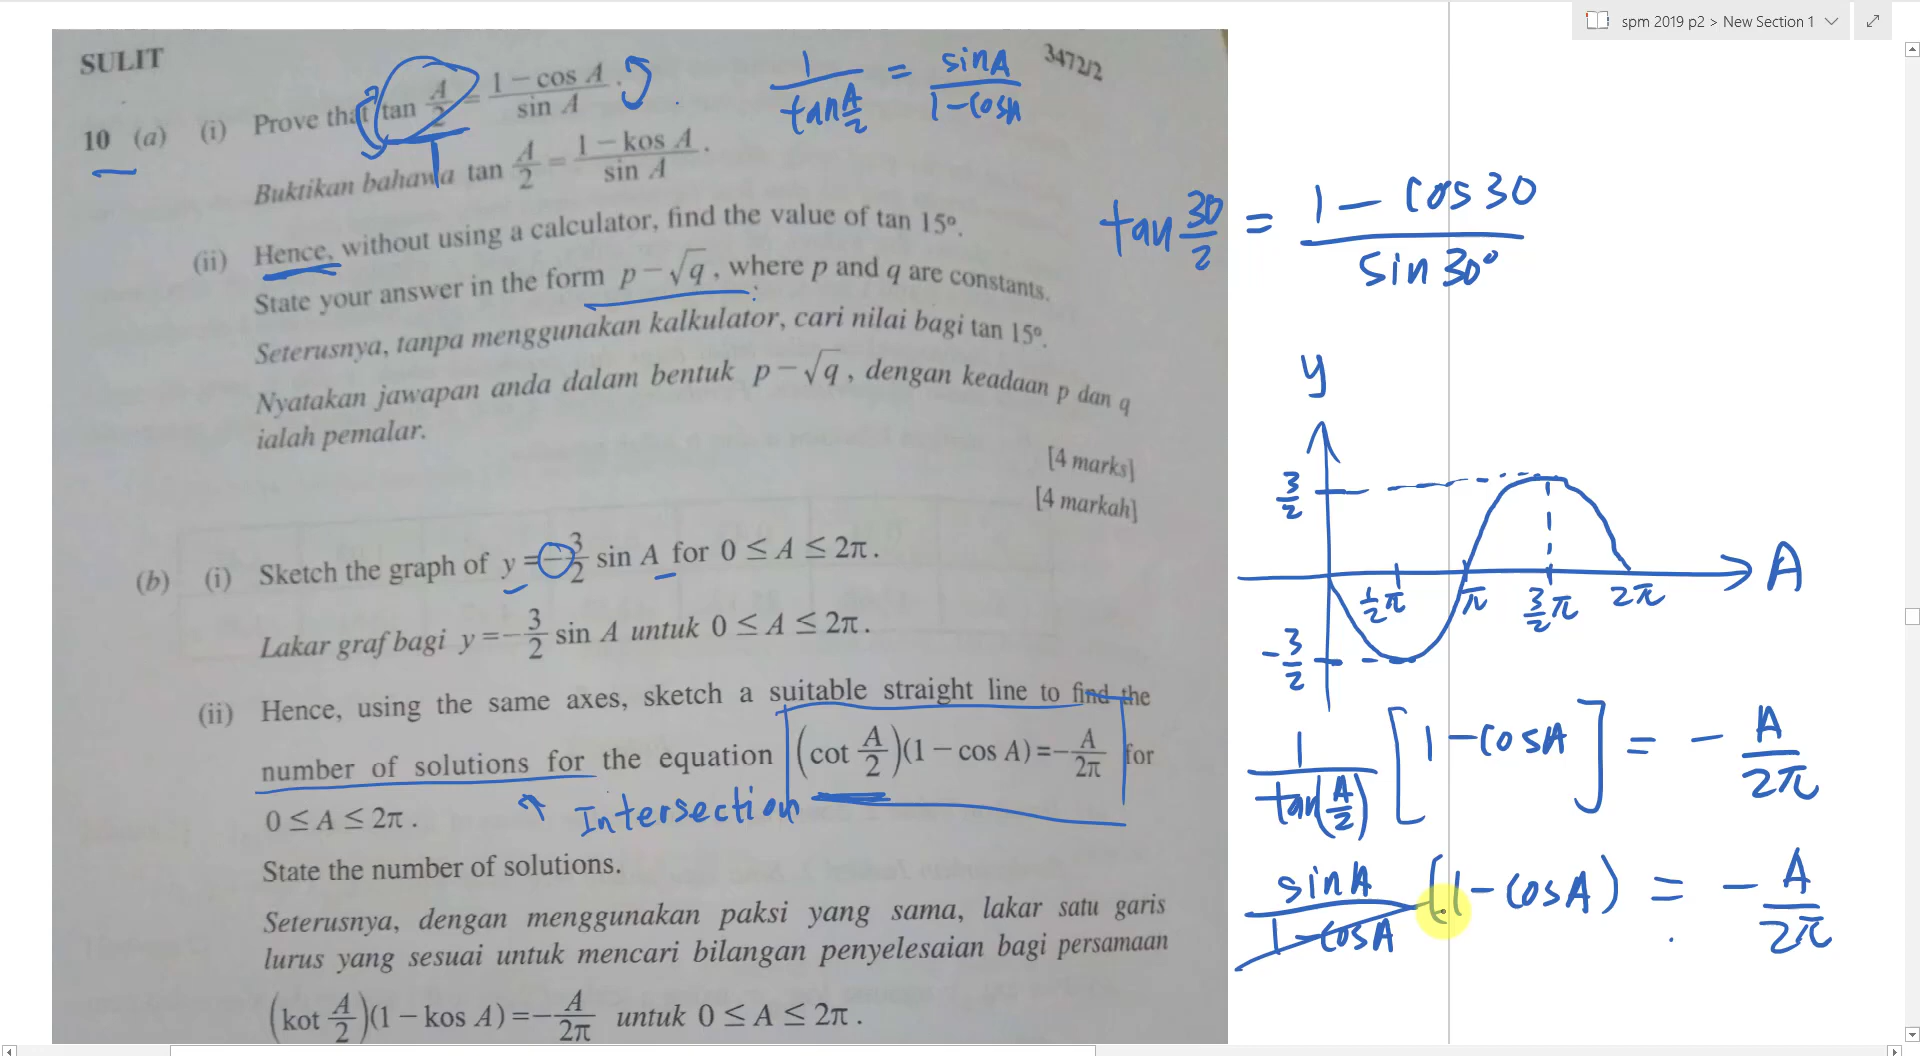 spm 2019 p2 > New Section 1
SULIT
3472/2
10 (a) (i) Prove that tan A/2 = (1 − cos A)/(sin A).
Buktikan bahawa tan A/2 = (1 − kos A)/(sin A).
(ii) Hence, without using a calculator, find the value of tan 15°.
State your answer in the form p − √q, where p and q are constants.
Seterusnya, tanpa menggunakan kalkulator, cari nilai bagi tan 15°.
Nyatakan jawapan anda dalam bentuk p − √q, dengan keadaan p dan q
ialah pemalar.
[4 marks]
[4 markah]
(b) (i) Sketch the graph of y = −3/2 sin A for 0 ≤ A ≤ 2π.
Lakar graf bagi y = −3/2 sin A untuk 0 ≤ A ≤ 2π.
(ii) Hence, using the same axes, sketch a suitable straight line to find the
number of solutions for the equation (cot A/2)(1 − cos A) = −A/2π for
0 ≤ A ≤ 2π.
Intersection
State the number of solutions.
Seterusnya, dengan menggunakan paksi yang sama, lakar satu garis
lurus yang sesuai untuk mencari bilangan penyelesaian bagi persamaan
(kot A/2)(1 − kos A) = −A/2π untuk 0 ≤ A ≤ 2π.
1/(tan A/2) = sinA/(1−cosA)
tan 30/2 = (1 − cos 30)/(sin 30°)
y
3/2
A
1/2 π π 3/2 π 2π
−3/2
1/(tan(A/2)) [1 − cosA] = − A/2π
sinA/(1−cosA) (1 − cosA) = − A/2π